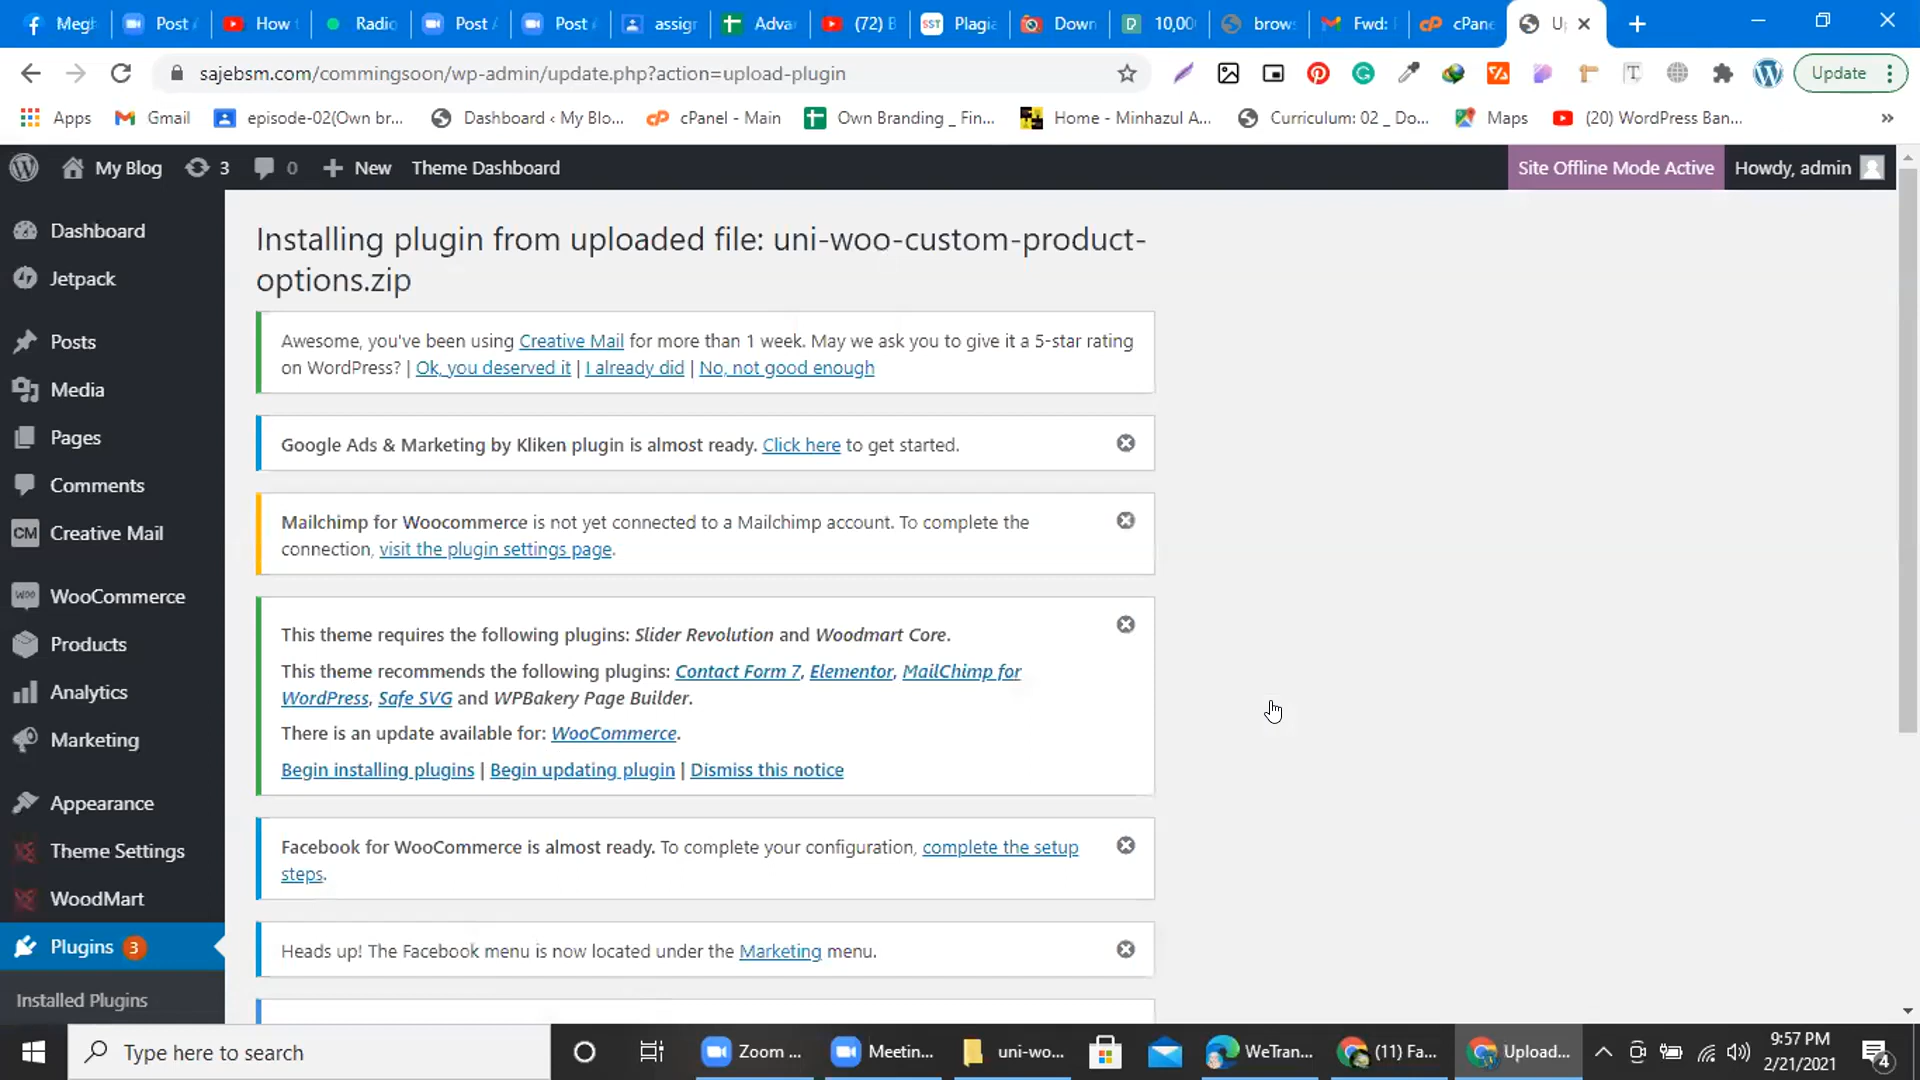 Megh
Post
How
Radio
Post
Post
assign
Adva
(72) B
SST Plagia
Down
10,00
brow
Fwd:
cPane
sajebsm.com/commingsoon/wp-admin/update.php?action=upload-plugin
Update
Apps
Gmail
episode-02(Own br...
Dashboard ‹ My Blo...
cPanel - Main
Own Branding _ Fin...
Home - Minhazul A...
Curriculum: 02 _ Do...
Maps
(20) WordPress Ban...
»
My Blog
3
0
New
Theme Dashboard
Site Offline Mode Active
Howdy, admin
Dashboard
Jetpack
Posts
Media
Pages
Comments
CM Creative Mail
WooCommerce
Products
Analytics
Marketing
Appearance
Theme Settings
WoodMart
Plugins 3
Installed Plugins
Installing plugin from uploaded file: uni-woo-custom-product-
options.zip
Awesome, you've been using Creative Mail for more than 1 week. May we ask you to give it a 5-star rating
on WordPress? | Ok, you deserved it | I already did | No, not good enough
Google Ads & Marketing by Kliken plugin is almost ready. Click here to get started.
Mailchimp for Woocommerce is not yet connected to a Mailchimp account. To complete the
connection, visit the plugin settings page.
This theme requires the following plugins: Slider Revolution and Woodmart Core.
This theme recommends the following plugins: Contact Form 7, Elementor, MailChimp for
WordPress, Safe SVG and WPBakery Page Builder.
There is an update available for: WooCommerce.
Begin installing plugins | Begin updating plugin | Dismiss this notice
Facebook for WooCommerce is almost ready. To complete your configuration, complete the setup
steps.
Heads up! The Facebook menu is now located under the Marketing menu.
Type here to search
Zoom ...
Meetin...
uni-wo...
WeTran...
(11) Fa...
Upload...
9:57 PM
2/21/2021
4